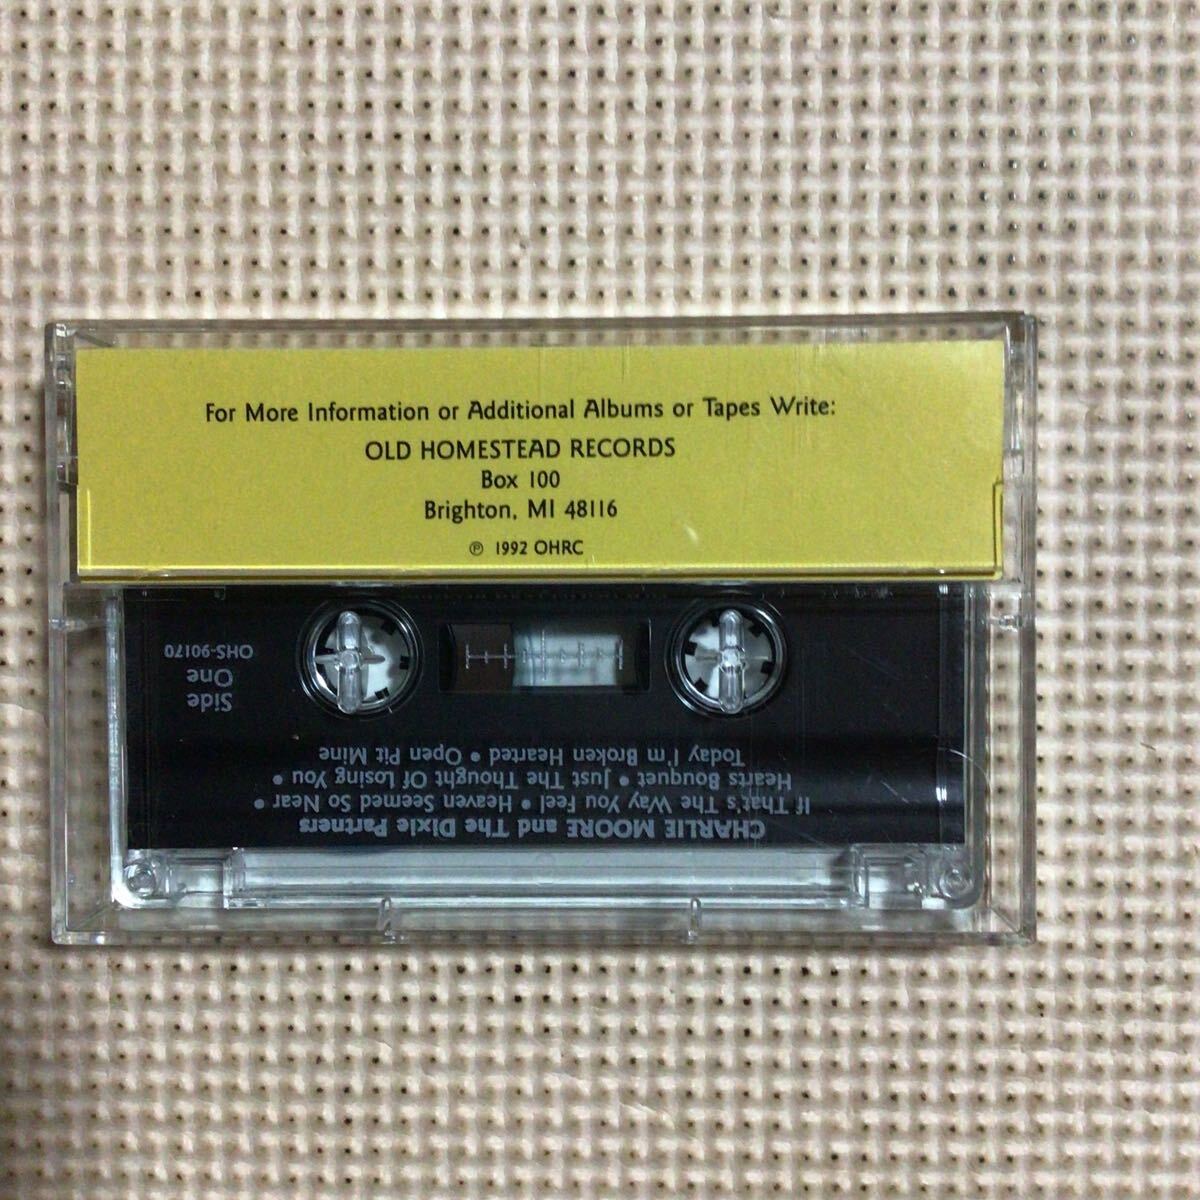 For More Information or Additional Albums or Tapes Write:
OLD HOMESTEAD RECORDS
Box 100
Brighton, MI 48116
℗ 1992 OHRC
CHARLIE MOORE and The Dixie Partners
If That's The Way You Feel • Heaven Seemed So Near •
Hearts Bouquet • Just The Thought Of Losing You •
Today I'm Broken Hearted • Open Pit Mine
Side
One
OHS-90170